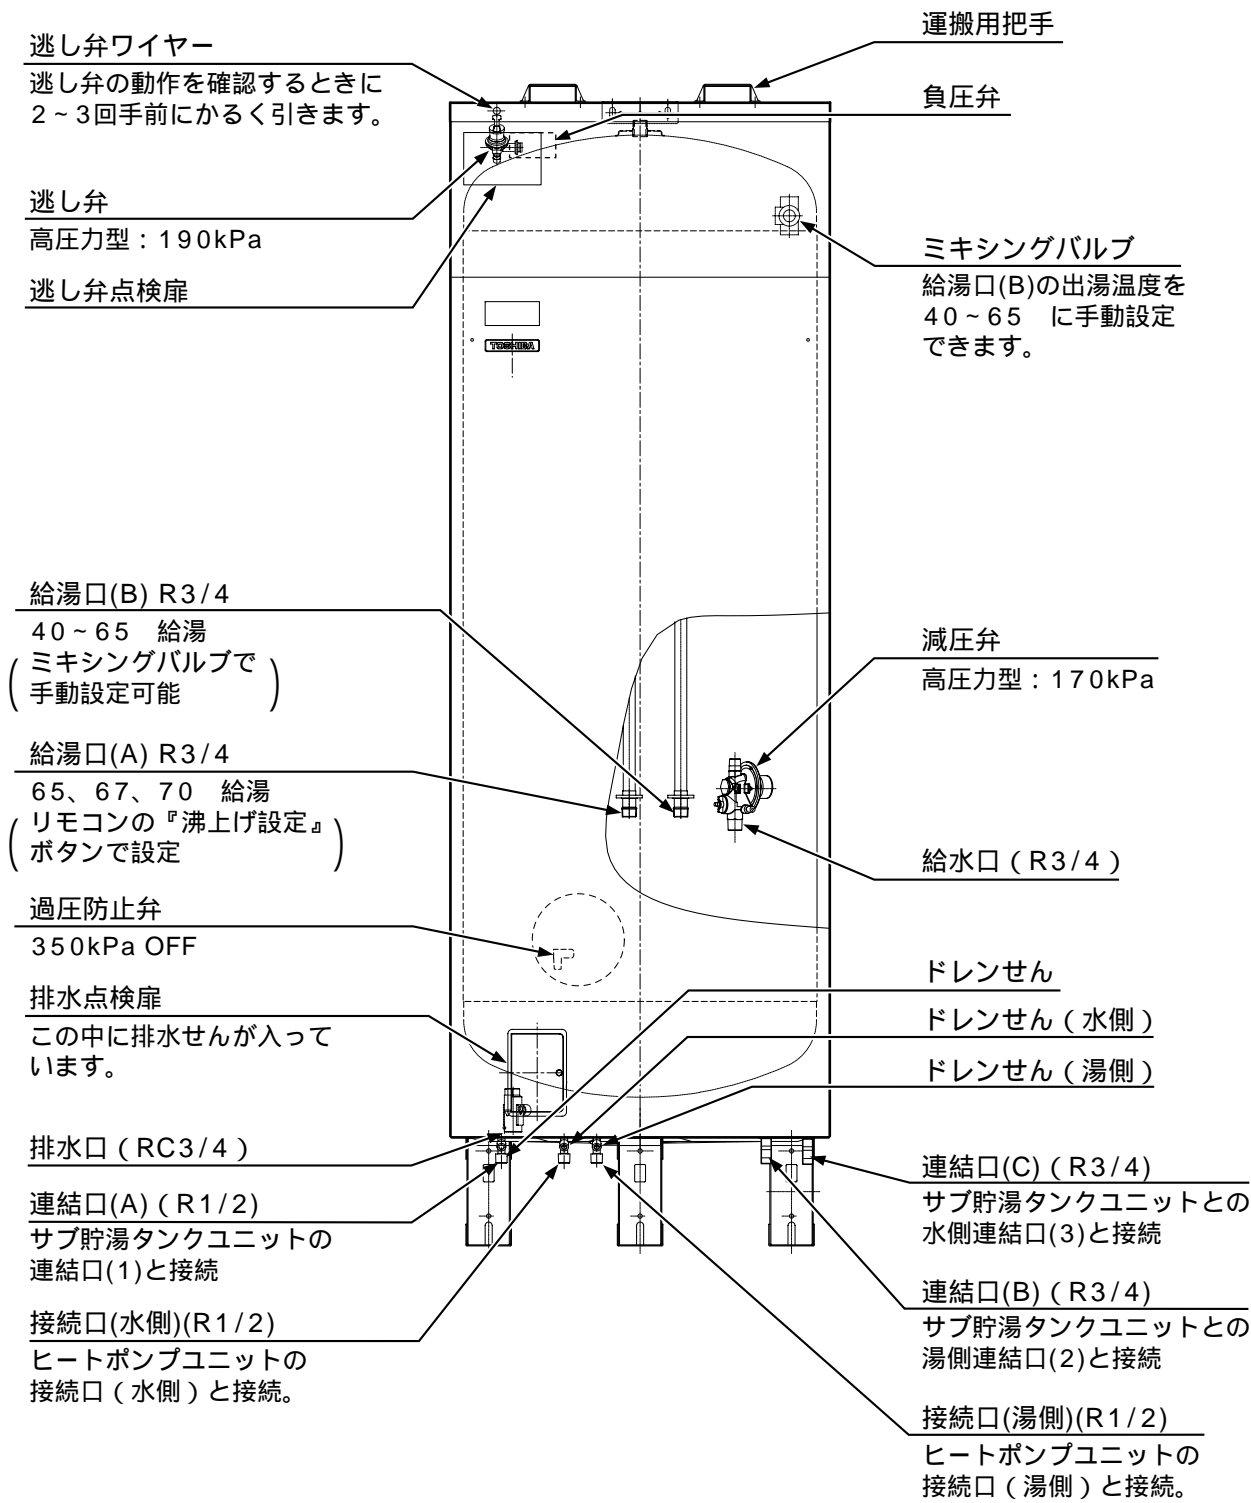 逃し弁ワイヤー
逃し弁の動作を確認するときに
2~3回手前にかるく引きます。
逃し弁
高圧力型：190kPa
逃し弁点検扉
運搬用把手
負圧弁
ミキシングバルブ
給湯口(B)の出湯温度を
40~65　に手動設定
できます。
TOSHIBA
給湯口(B) R3/4
40~65　給湯
(ミキシングバルブで
手動設定可能)
給湯口(A) R3/4
65、67、70　給湯
(リモコンの『沸上げ設定』
ボタンで設定)
過圧防止弁
350kPa OFF
排水点検扉
この中に排水せんが入って
います。
排水口（RC3/4）
連結口(A)（R1/2)
サブ貯湯タンクユニットの
連結口(1)と接続
接続口(水側)(R1/2)
ヒートポンプユニットの
接続口（水側）と接続。
減圧弁
高圧力型：170kPa
給水口（R3/4）
ドレンせん
ドレンせん（水側）
ドレンせん（湯側）
連結口(C)（R3/4)
サブ貯湯タンクユニットとの
水側連結口(3)と接続
連結口(B)（R3/4)
サブ貯湯タンクユニットとの
湯側連結口(2)と接続
接続口(湯側)(R1/2)
ヒートポンプユニットの
接続口（湯側）と接続。